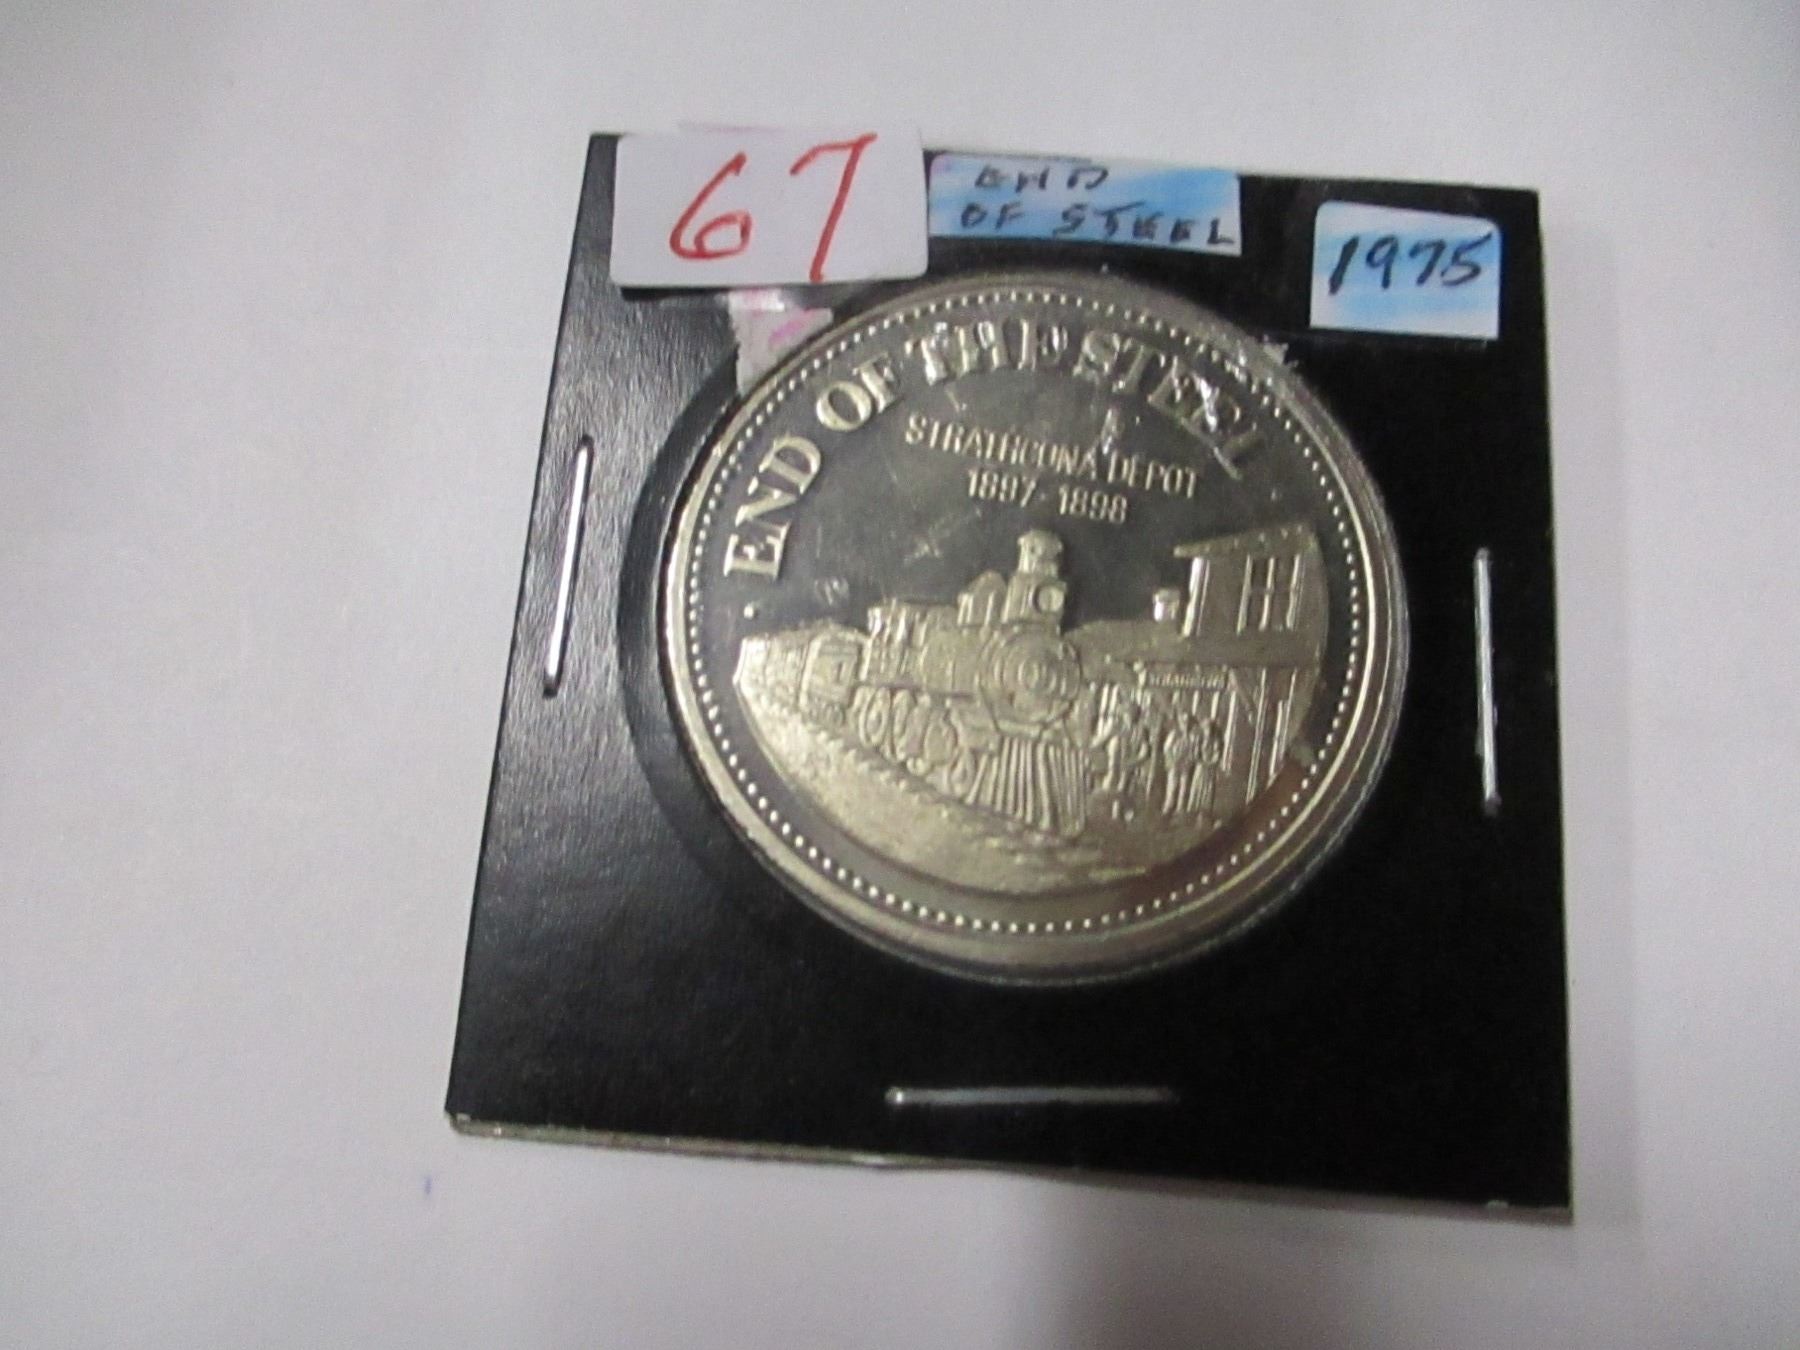 67
END
OF STEEL
1975
END OF THE STEEL
STRATHCONA DEPOT
1897-1898